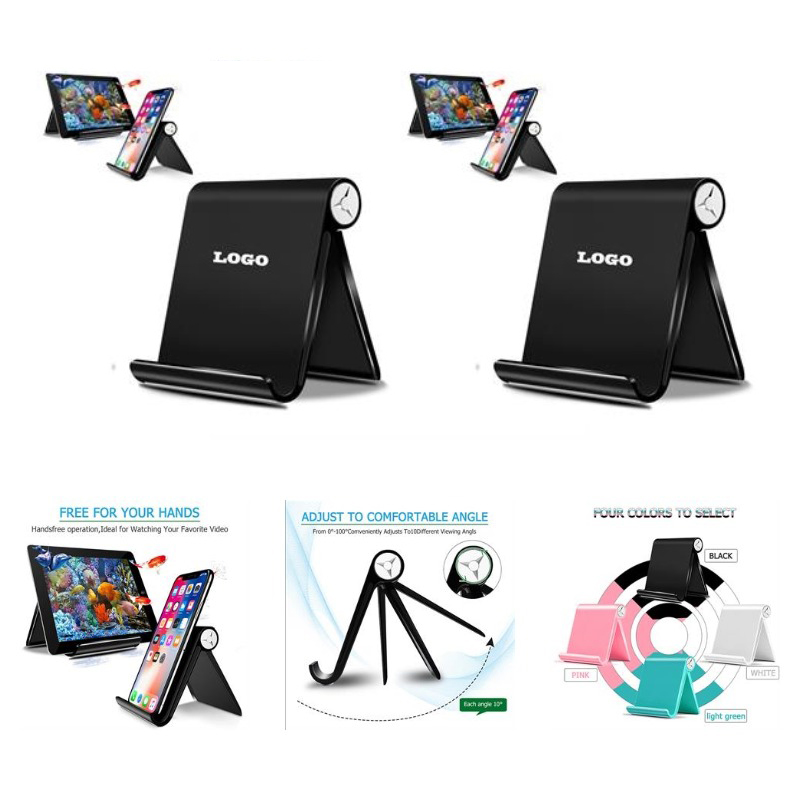 LOGO
LOGO
FREE FOR YOUR HANDS
Handsfree operation,Ideal for Watching Your Favorite Video
ADJUST TO COMFORTABLE ANGLE
From 0°-100°Conveniently Adjusts To10Different Viewing Angls
Each angle 10°
FOUR COLORS TO SELECT
BLACK
PINK
WHITE
light green